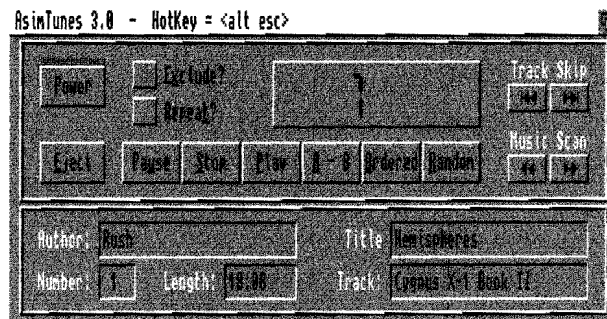 AsimTunes 3.0 - HotKey = <alt esc>
Power
Exclude?
Repeat?
1
Track Skip
Music Scan
Eject Pause Stop Play A - B Ordered Random
Author: Rush
Title Hemispheres
Number: 1 Length: 18.08
Track: Cygnus X-1 Book II